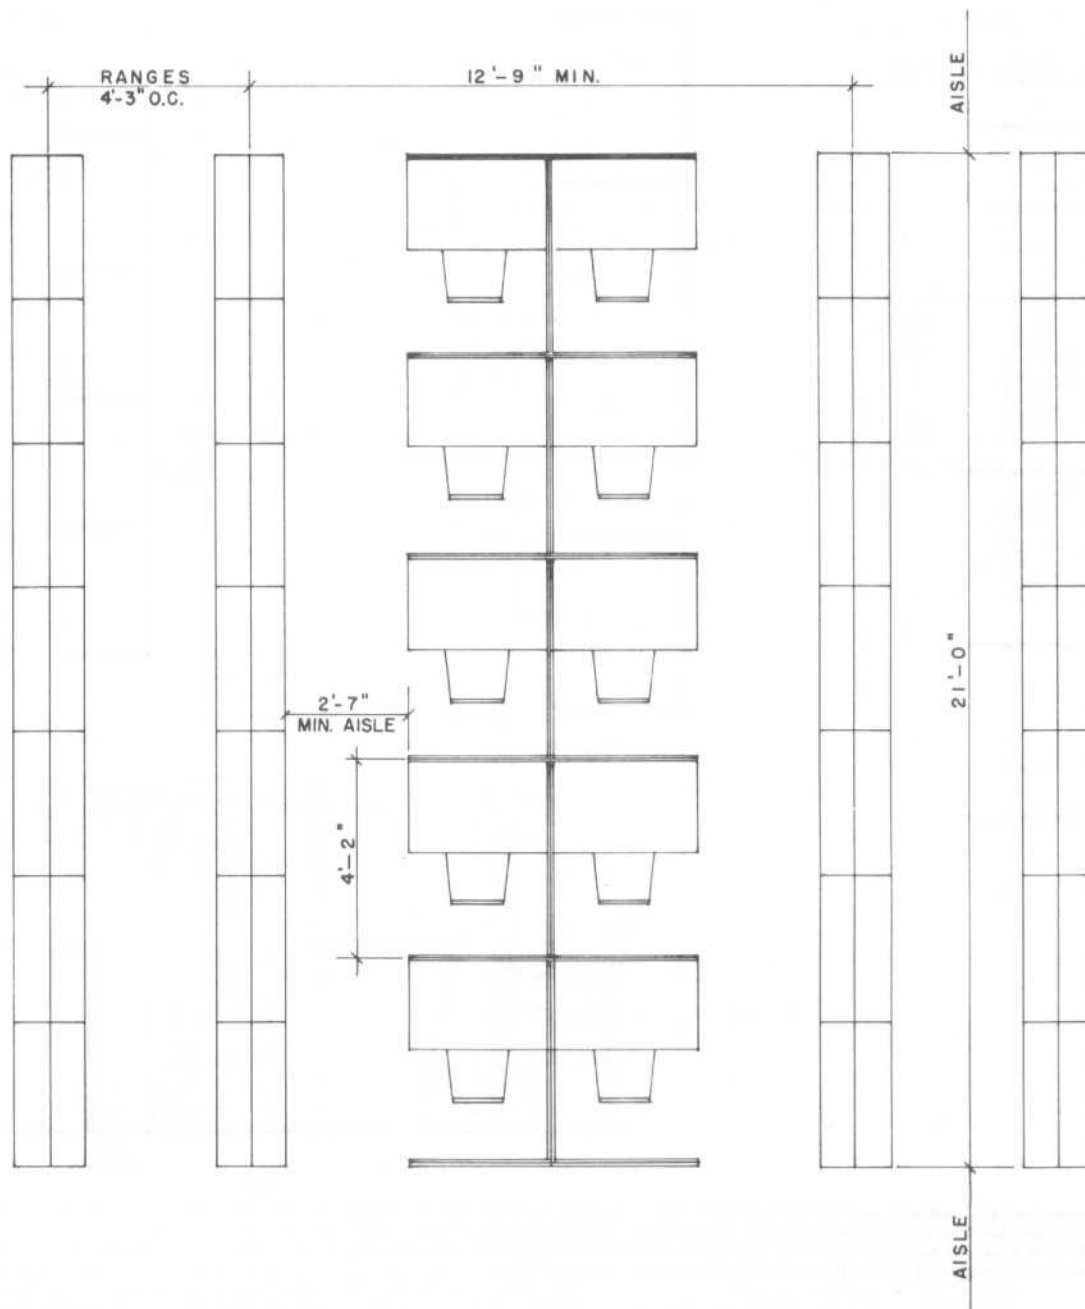 RANGES
4'-3" O.C.
12'-9" MIN.
AISLE
2'-7"
MIN. AISLE
4'-2"
21'-0"
AISLE